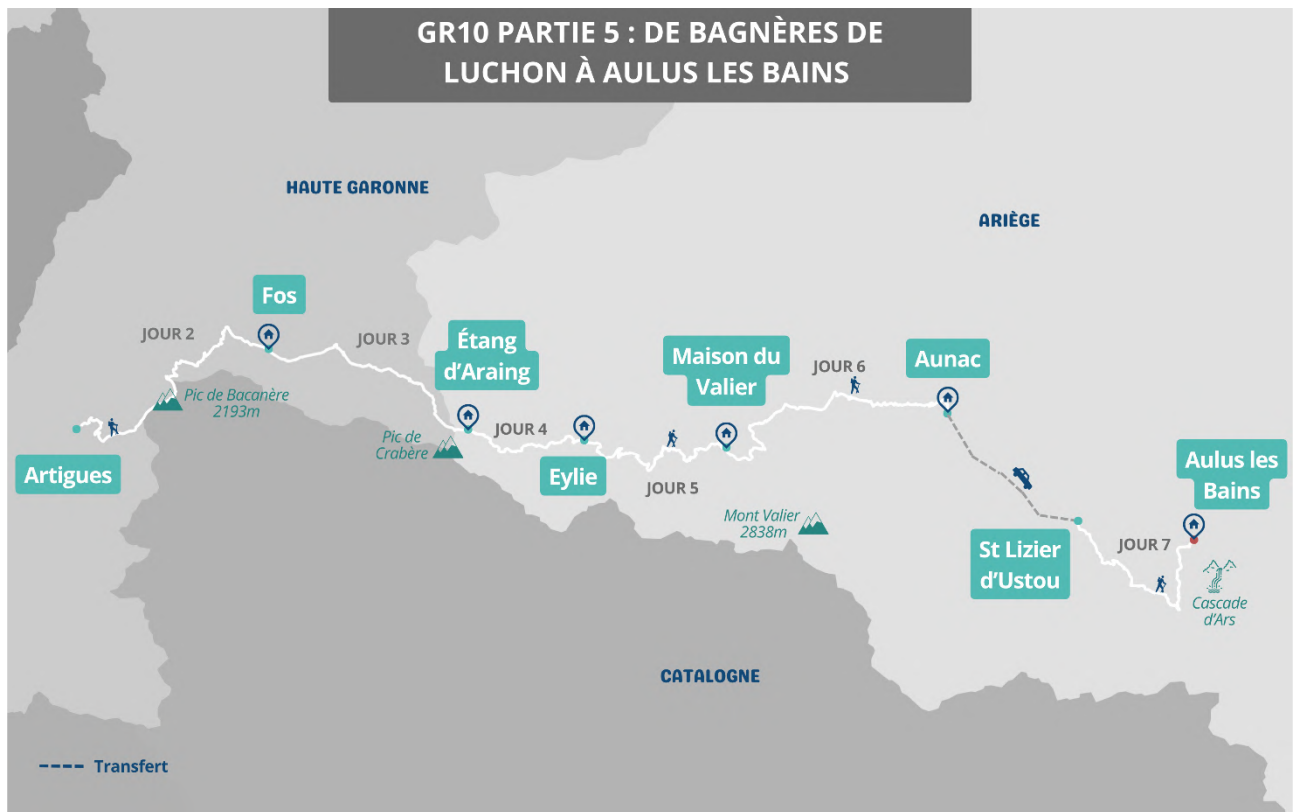 GR10 PARTIE 5 : DE BAGNÈRES DE
LUCHON À AULUS LES BAINS
HAUTE GARONNE
ARIÈGE
Fos
JOUR 2
JOUR 3
Étang
d'Araing
Maison du
Valier
JOUR 6
Aunac
Pic de Bacanère
2193m
Pic de
Crabère
JOUR 4
Artigues
Eylie
JOUR 5
Aulus les
Bains
Mont Valier
2838m
St Lizier
d'Ustou
JOUR 7
Cascade
d'Ars
CATALOGNE
Transfert